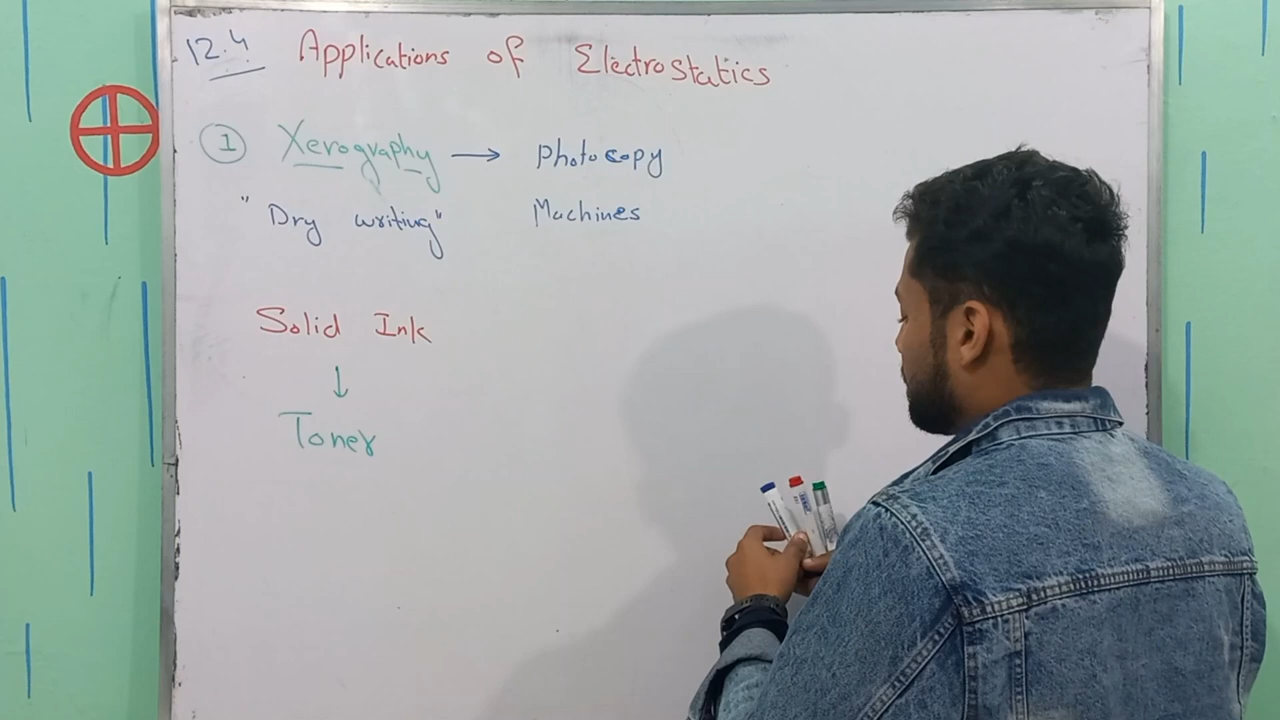 12.4 Applications of Electrostatics
① Xerography → Photocopy
"Dry writing" Machines
Solid Ink
↓
Toner